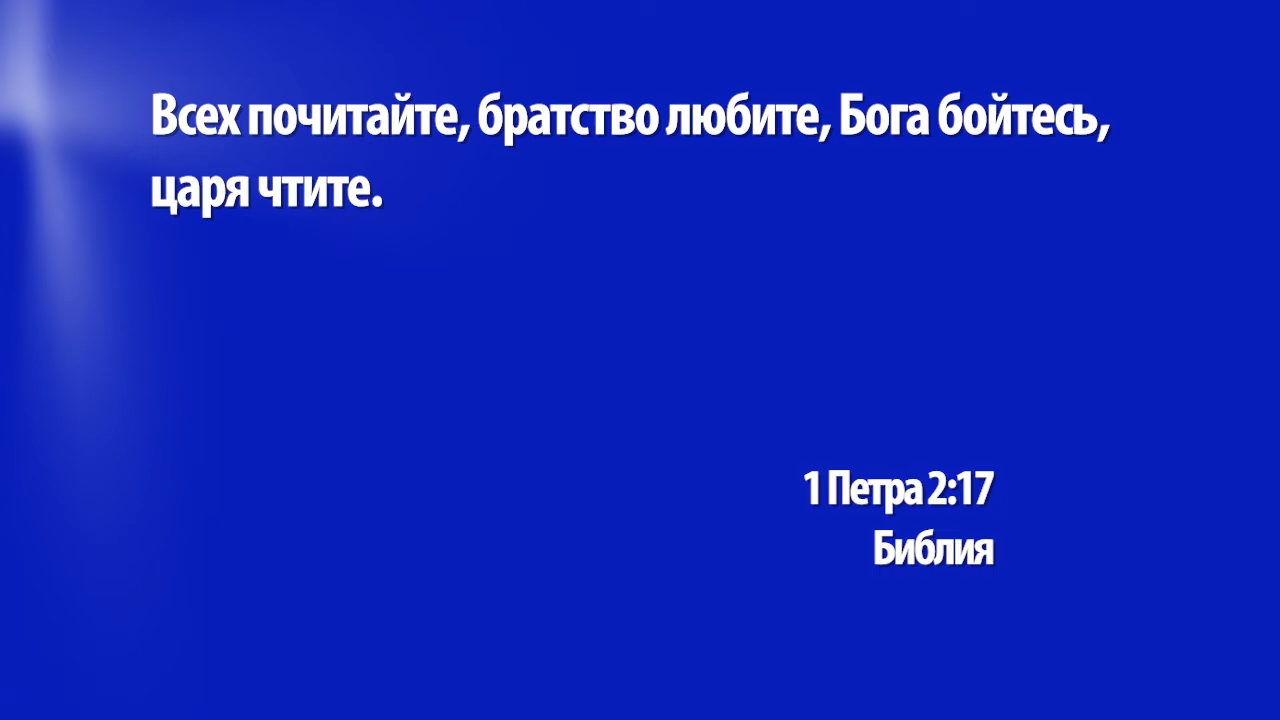 Всех почитайте, братство любите, Бога бойтесь,
царя чтите.
1 Петра 2:17
Библия